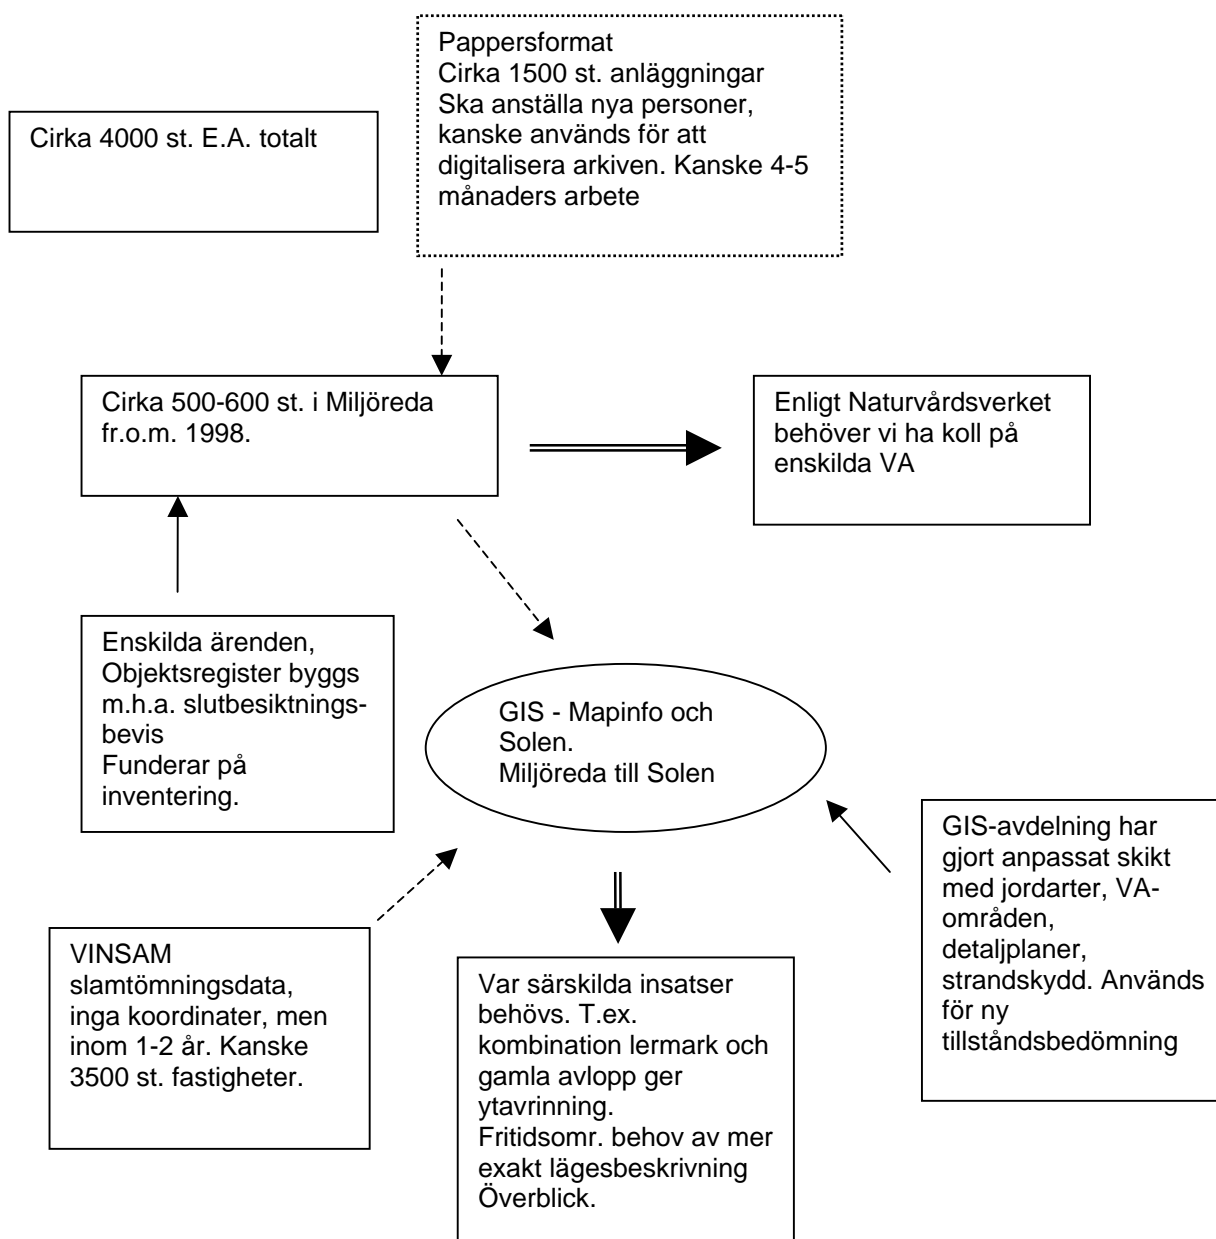 Pappersformat
Cirka 1500 st. anläggningar
Ska anställa nya personer,
kanske används för att
digitalisera arkiven. Kanske 4-5
månaders arbete
Cirka 4000 st. E.A. totalt
Cirka 500-600 st. i Miljöreda
fr.o.m. 1998.
Enligt Naturvårdsverket
behöver vi ha koll på
enskilda VA
Enskilda ärenden,
Objektsregister byggs
m.h.a. slutbesiktnings-
bevis
Funderar på
inventering.
GIS - Mapinfo och
Solen.
Miljöreda till Solen
GIS-avdelning har
gjort anpassat skikt
med jordarter, VA-
områden,
detaljplaner,
strandskydd. Används
för ny
tillståndsbedömning
VINSAM
slamtömningsdata,
inga koordinater, men
inom 1-2 år. Kanske
3500 st. fastigheter.
Var särskilda insatser
behövs. T.ex.
kombination lermark och
gamla avlopp ger
ytavrinning.
Fritidsomr. behov av mer
exakt lägesbeskrivning
Överblick.